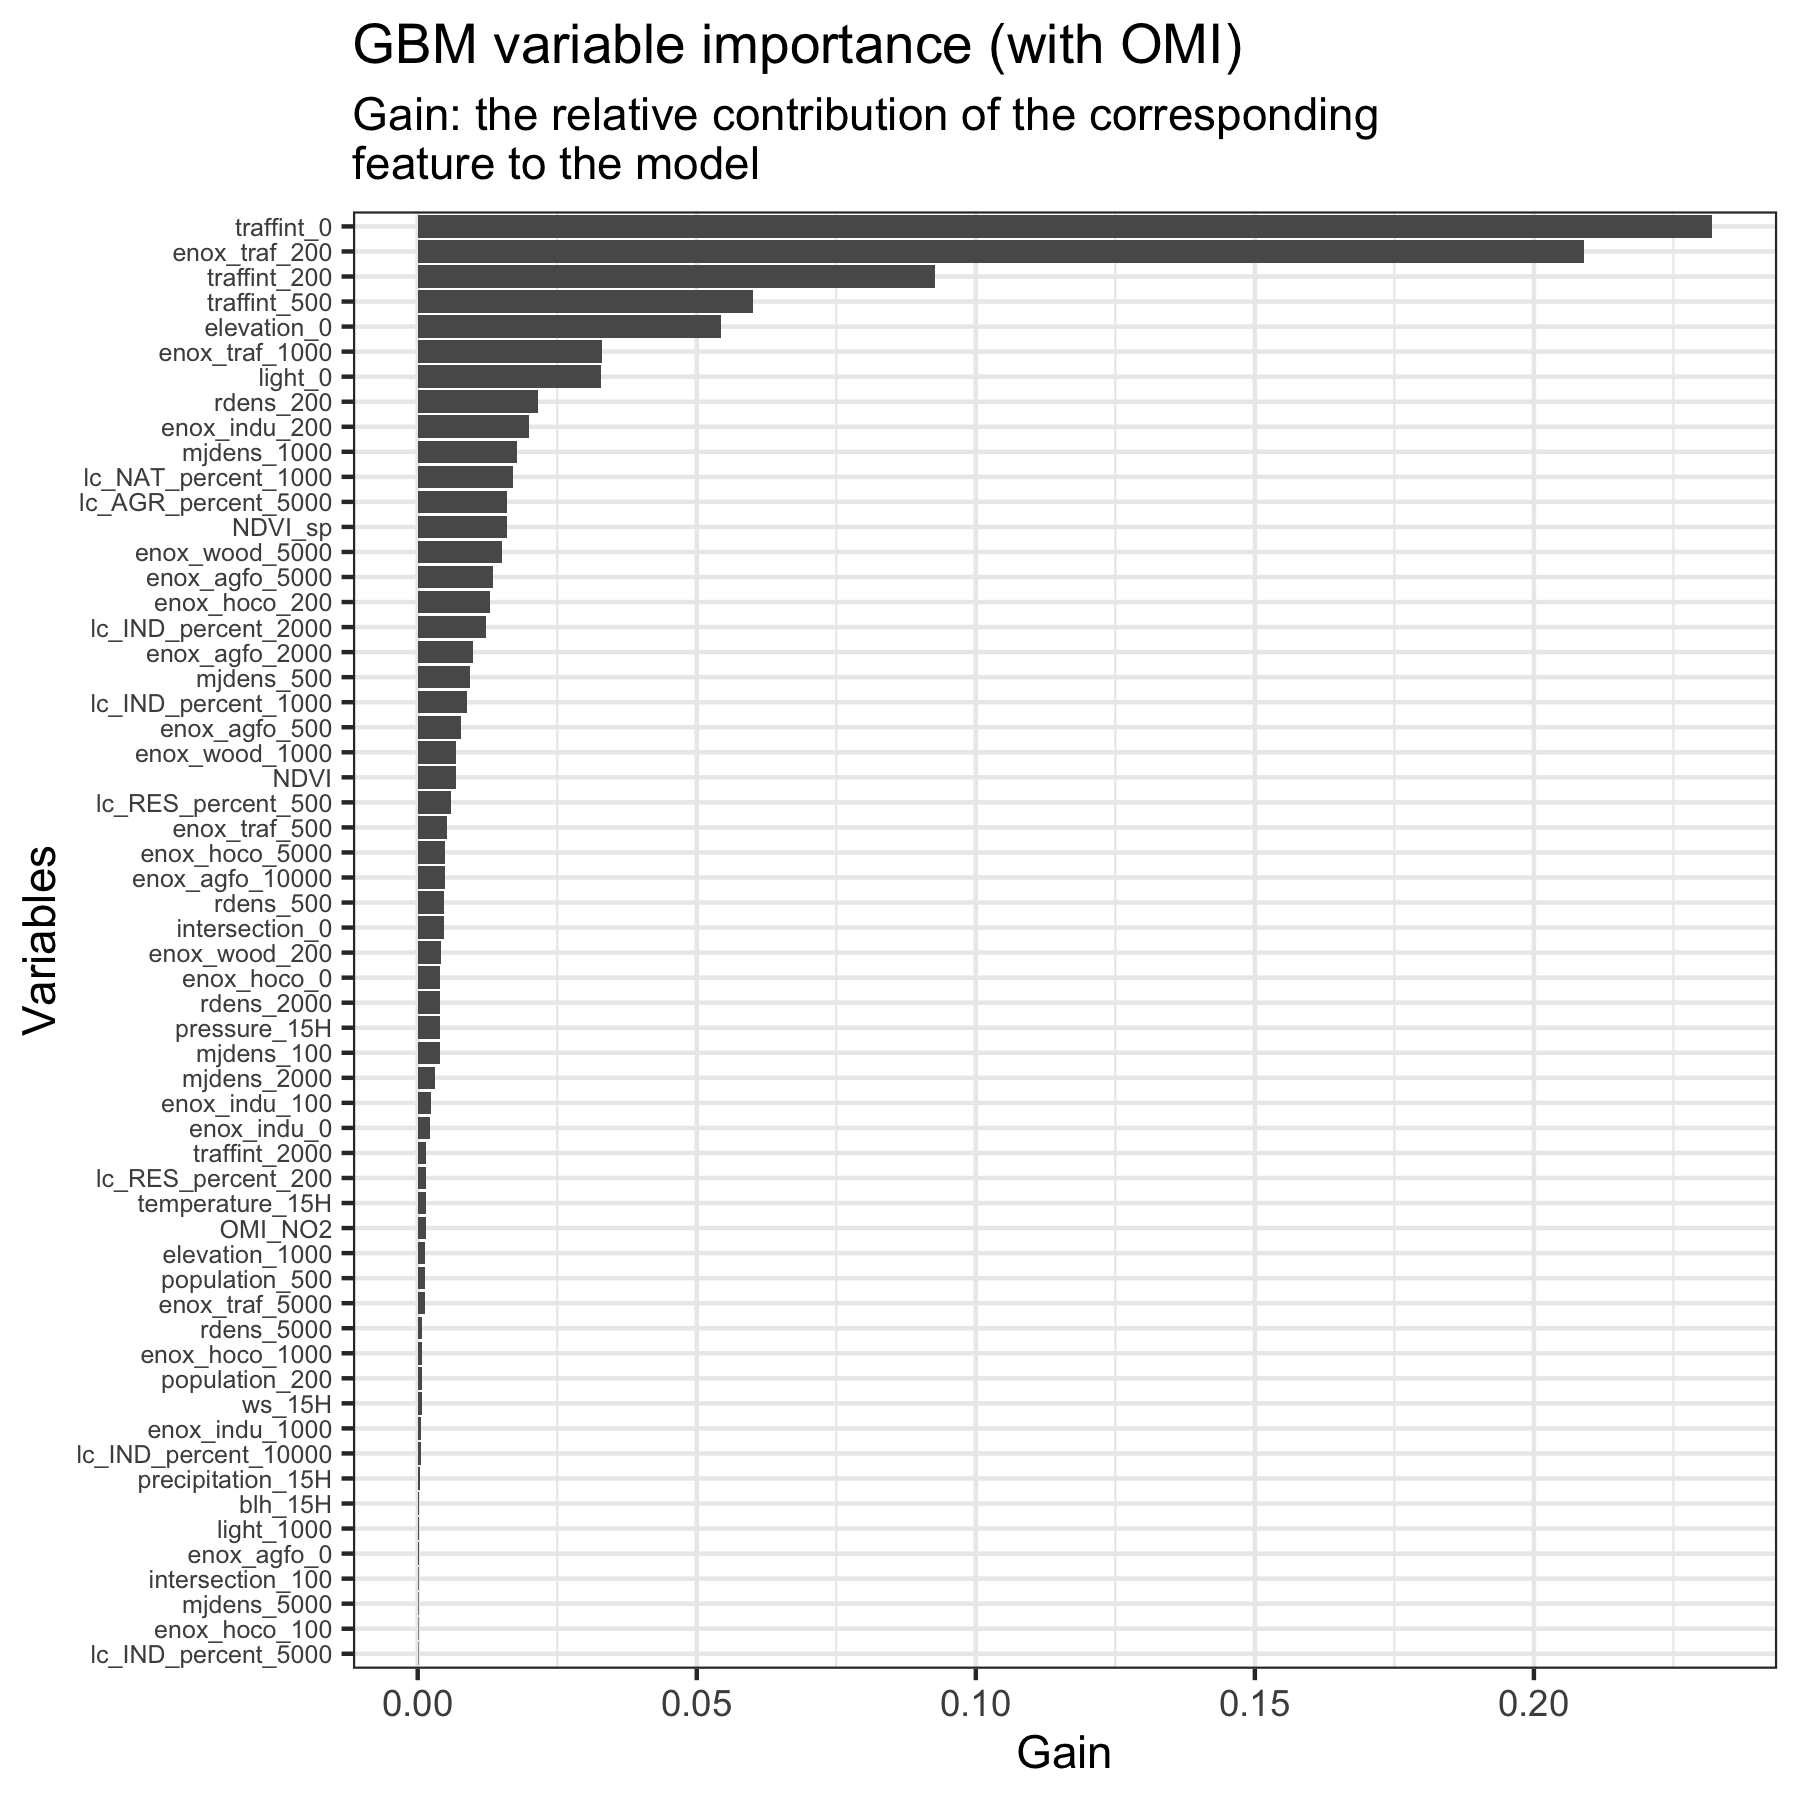 GBM variable importance (with OMI)
Gain: the relative contribution of the corresponding
feature to the model
traffint_0
enox_traf_200
traffint_200
traffint_500
elevation_0
enox_traf_1000
light_0
rdens_200
enox_indu_200
mjdens_1000
lc_NAT_percent_1000
lc_AGR_percent_5000
NDVI_sp
enox_wood_5000
enox_agfo_5000
enox_hoco_200
lc_IND_percent_2000
enox_agfo_2000
mjdens_500
lc_IND_percent_1000
enox_agfo_500
enox_wood_1000
NDVI
lc_RES_percent_500
enox_traf_500
enox_hoco_5000
enox_agfo_10000
rdens_500
intersection_0
enox_wood_200
enox_hoco_0
rdens_2000
pressure_15H
mjdens_100
mjdens_2000
enox_indu_100
enox_indu_0
traffint_2000
lc_RES_percent_200
temperature_15H
OMI_NO2
elevation_1000
population_500
enox_traf_5000
rdens_5000
enox_hoco_1000
population_200
ws_15H
enox_indu_1000
lc_IND_percent_10000
precipitation_15H
blh_15H
light_1000
enox_agfo_0
intersection_100
mjdens_5000
enox_hoco_100
lc_IND_percent_5000
Variables
0.00 0.05 0.10 0.15 0.20
Gain